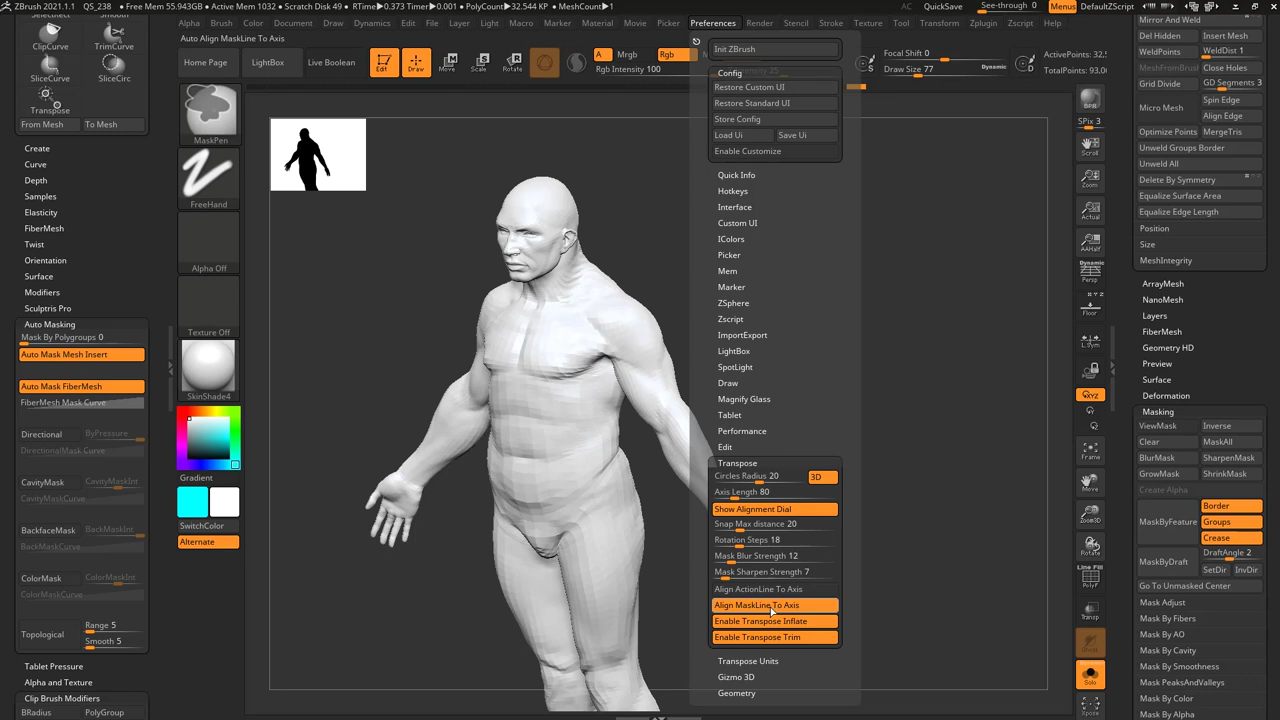 ZBrush 2021.1.1 QS_238 ● Free Mem 55.943GB ● Active Mem 1032 ● Scratch Disk 49 ● RTime▸0.373 Timer▸0.001 ● PolyCount▸32.544 KP ● MeshCount▸1
QuickSave See-through 0 Menus DefaultZScript
Alpha Brush Color Document Draw Dynamics Edit File Layer Light Macro Marker Material Movie Picker Preferences Render Stencil Stroke Texture Tool Transform Zplugin Zscript Help
Auto Align MaskLine To Axis
Home Page LightBox Live Boolean Edit Draw Move Scale Rotate
A Mrgb Rgb
Rgb Intensity 100
Focal Shift 0
Draw Size 77 Dynamic
S
D
ActivePoints: 32,5
TotalPoints: 93.0
ClipCurve TrimCurve
SliceCurve SliceCirc
Transpose
From Mesh To Mesh
Create
Curve
Depth
Samples
Elasticity
FiberMesh
Twist
Orientation
Surface
Modifiers
Sculptris Pro
Auto Masking
Mask By Polygroups 0
Auto Mask Mesh Insert
Auto Mask FiberMesh
FiberMesh Mask Curve
Directional ByPressure
DirectionalMask Curve
CavityMask CavityMaskInt
CavityMaskCurve
BackfaceMask BackMaskInt
BackMaskCurve
ColorMask ColorMaskInt
ColorMaskCurve
Topological Range 5
Smooth 5
Tablet Pressure
Alpha and Texture
Clip Brush Modifiers
BRadius PolyGroup
MaskPen
FreeHand
Alpha Off
Texture Off
SkinShade4
Gradient
SwitchColor
Alternate
Init ZBrush
Config
Restore Custom UI
Restore Standard UI
Store Config
Load Ui Save Ui
Enable Customize
Quick Info
Hotkeys
Interface
Custom UI
IColors
Picker
Mem
Marker
ZSphere
Zscript
ImportExport
LightBox
SpotLight
Draw
Magnify Glass
Tablet
Performance
Edit
Transpose
Circles Radius 20 3D
Axis Length 80
Show Alignment Dial
Snap Max distance 20
Rotation Steps 18
Mask Blur Strength 12
Mask Sharpen Strength 7
Align ActionLine To Axis
Align MaskLine To Axis
Enable Transpose Inflate
Enable Transpose Trim
Transpose Units
Gizmo 3D
Geometry
BPR
SPix 3
Scroll
Zoom
Actual
AAHalf
Dynamic
Persp
Floor
L.Sym
XYZ
Frame
Move
Zoom3D
Rotate
Line Fill
PolyF
Transp
Ghost
Solo
Xpose
Mirror And Weld
Del Hidden Insert Mesh
WeldPoints WeldDist 1
MeshFromBrush Close Holes
Grid Divide GD Segments 3
Micro Mesh Spin Edge
Align Edge
Optimize Points MergeTris
Unweld Groups Border
Unweld All
Delete By Symmetry
Equalize Surface Area
Equalize Edge Length
Position
Size
MeshIntegrity
ArrayMesh
NanoMesh
Layers
FiberMesh
Geometry HD
Preview
Surface
Deformation
Masking
ViewMask Inverse
Clear MaskAll
BlurMask SharpenMask
GrowMask ShrinkMask
Create Alpha
MaskByFeature Border
Groups
Crease
MaskByDraft DraftAngle 2
SetDir InvDir
Go To Unmasked Center
Mask Adjust
Mask By Fibers
Mask By AO
Mask By Cavity
Mask By Smoothness
Mask PeaksAndValleys
Mask By Color
Mask By Alpha